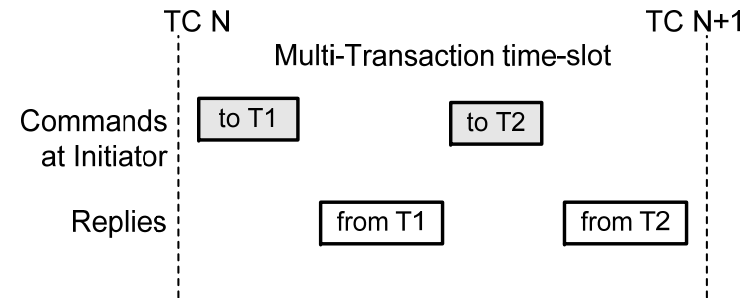 TC N
TC N+1
Multi-Transaction time-slot
Commands
at Initiator
to T1
to T2
Replies
from T1
from T2